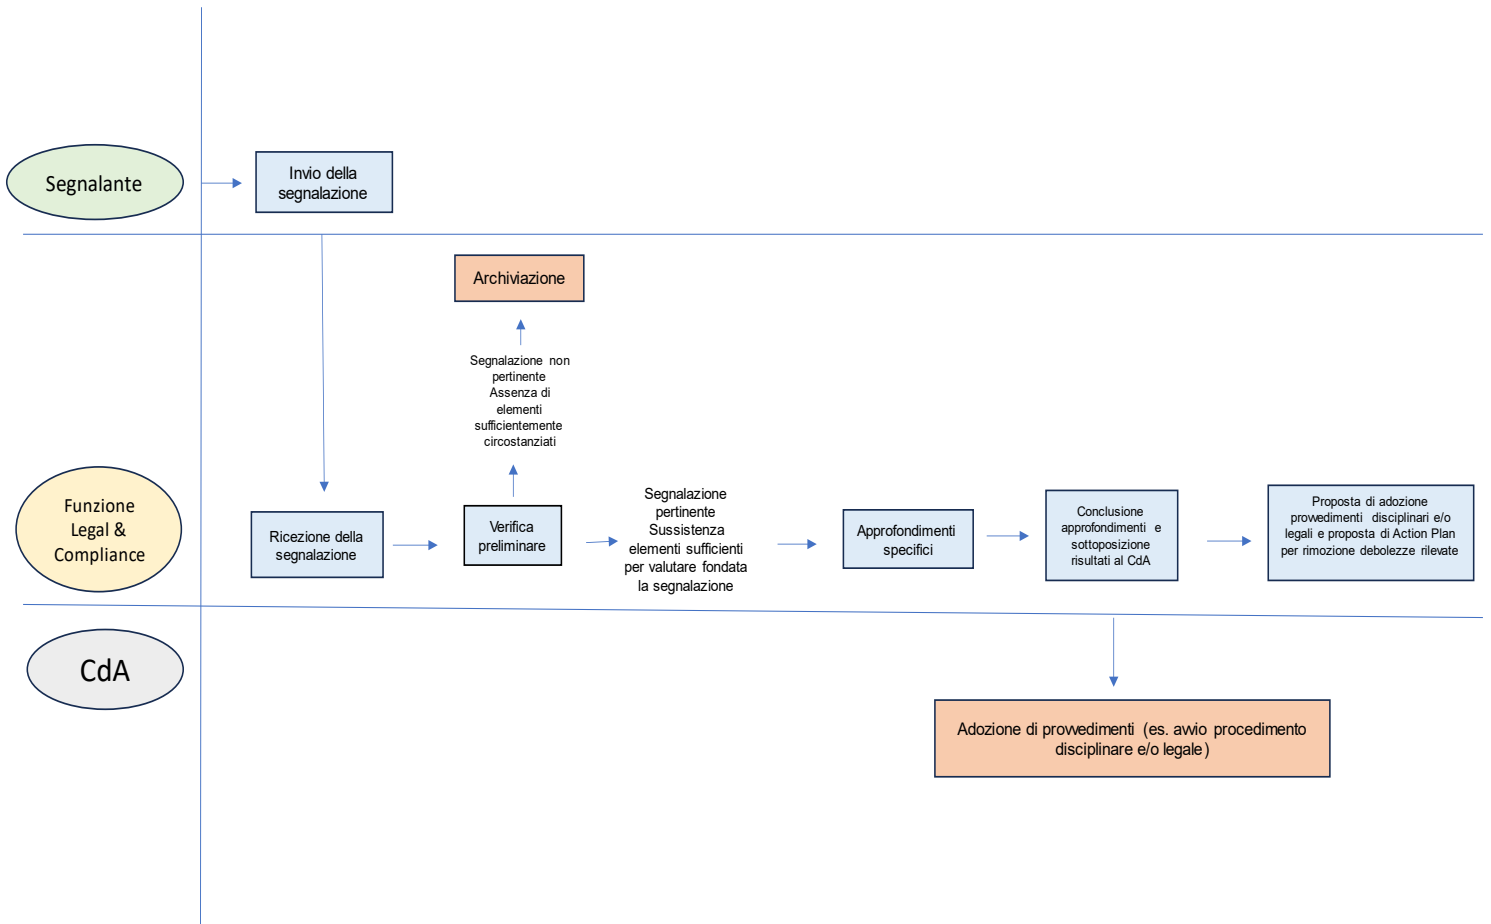 Segnalante
Invio della
segnalazione
Archiviazione
Segnalazione non
pertinente
Assenza di
elementi
sufficientemente
circostanziati
Funzione
Legal &
Compliance
Ricezione della
segnalazione
Verifica
preliminare
Segnalazione
pertinente
Sussistenza
elementi sufficienti
per valutare fondata
la segnalazione
Approfondimenti
specifici
Conclusione
approfondimenti e
sottoposizione
risultati al CdA
Proposta di adozione
provvedimenti disciplinari e/o
legali e proposta di Action Plan
per rimozione debolezze rilevate
CdA
Adozione di provvedimenti (es. avvio procedimento
disciplinare e/o legale)